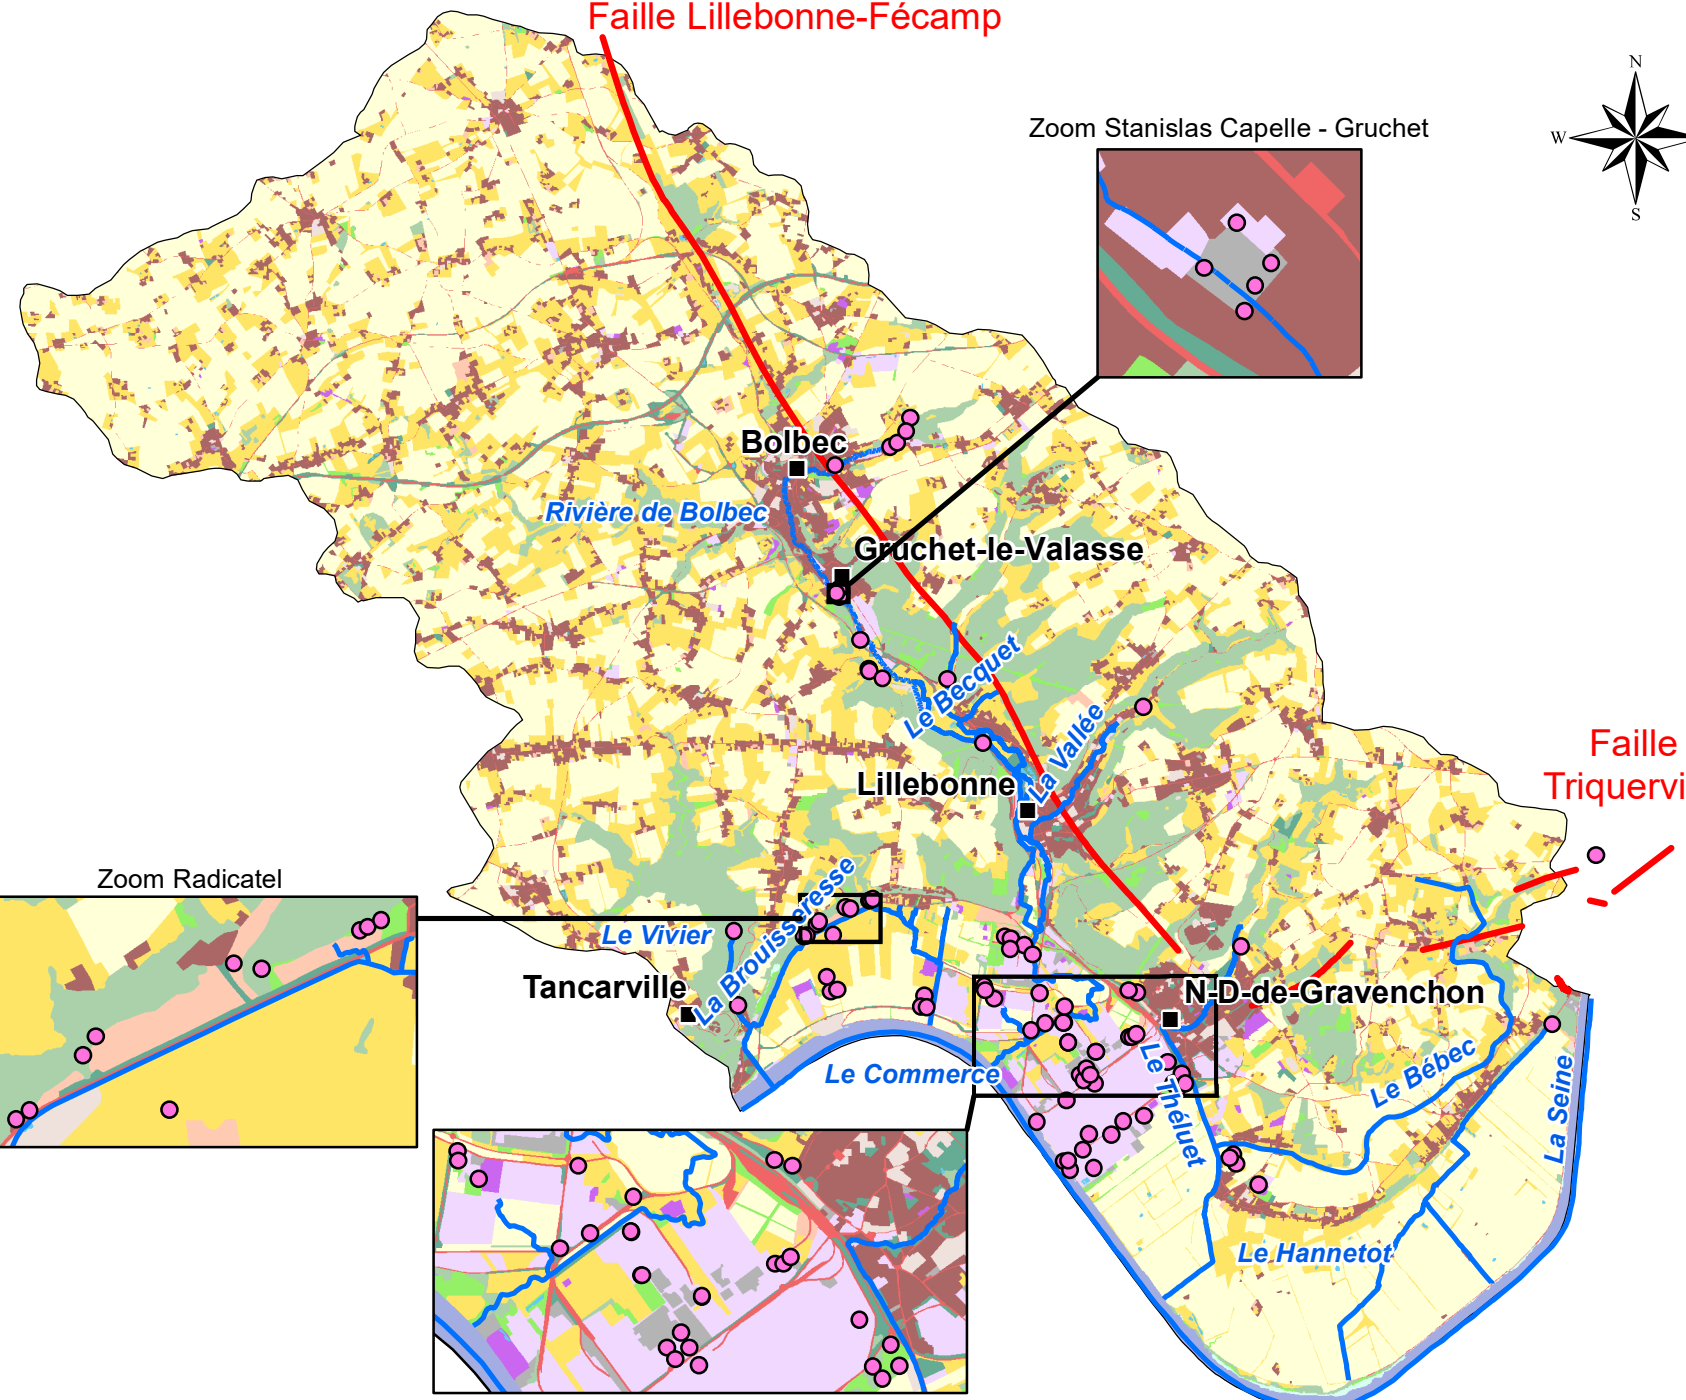 Faille Lillebonne-Fécamp
N
W
S
Zoom Stanislas Capelle - Gruchet
Bolbec
Rivière de Bolbec
Gruchet-le-Valasse
Le Becquet
La Vallée
Lillebonne
Faille
Triquervi
Zoom Radicatel
La Brouisseresse
Le Vivier
Tancarville
N-D-de-Gravenchon
Le Commerce
Le Théluet
Le Bébec
La Seine
Le Hannetot